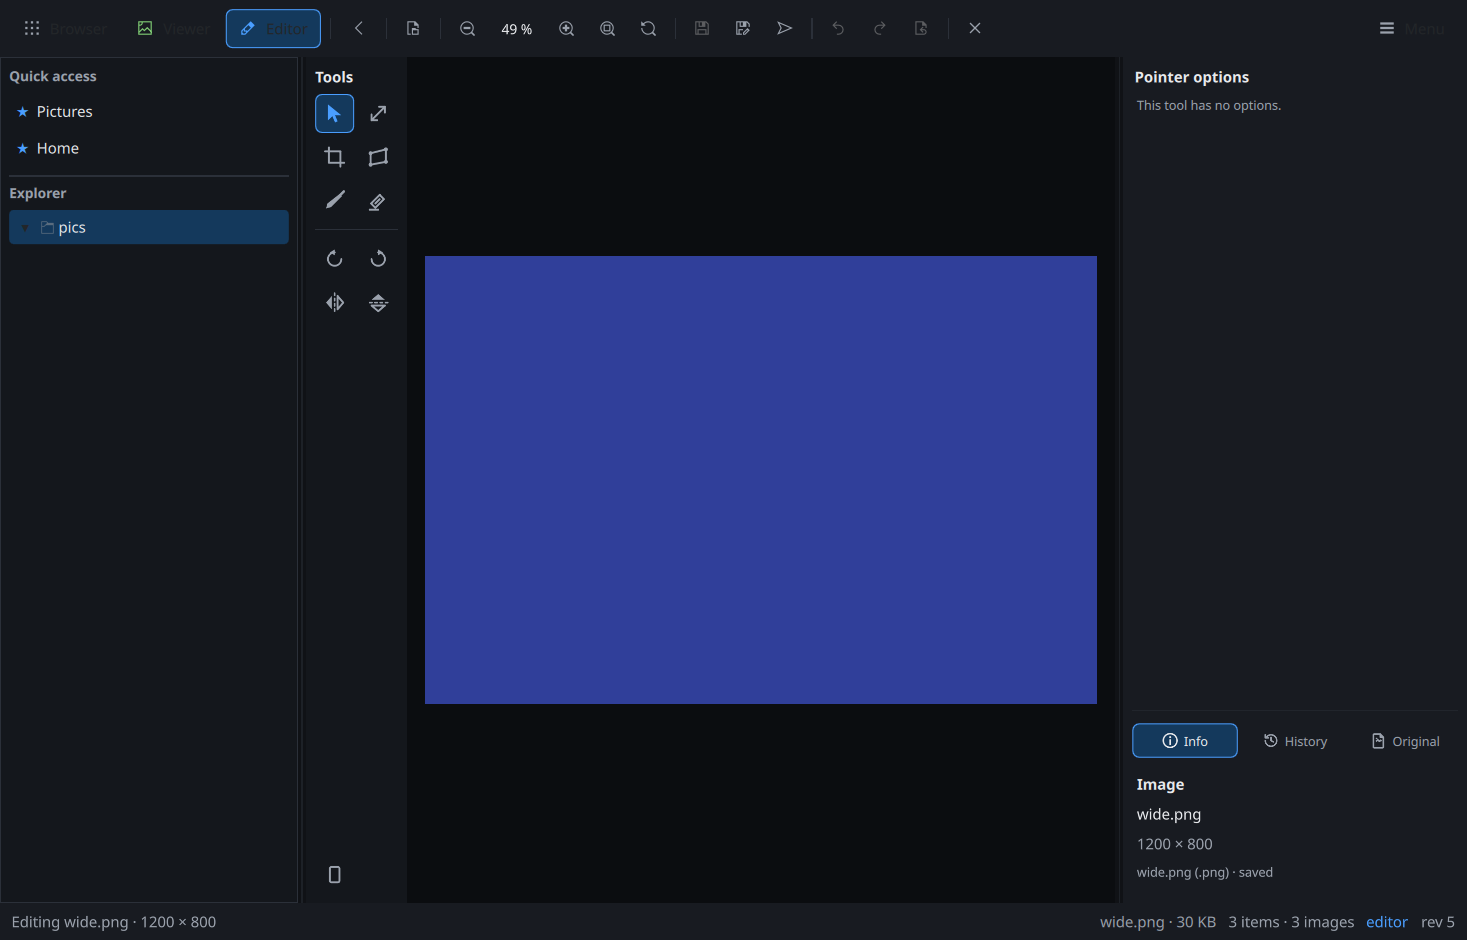 Browser
Viewer
Editor
49 %
Menu
Quick access
Pictures
Home
Explorer
pics
Tools
Pointer options
This tool has no options.
Info
History
Original
Image
wide.png
1200 × 800
wide.png (.png) · saved
Editing wide.png · 1200 × 800
wide.png · 30 KB 3 items · 3 images editor rev 5